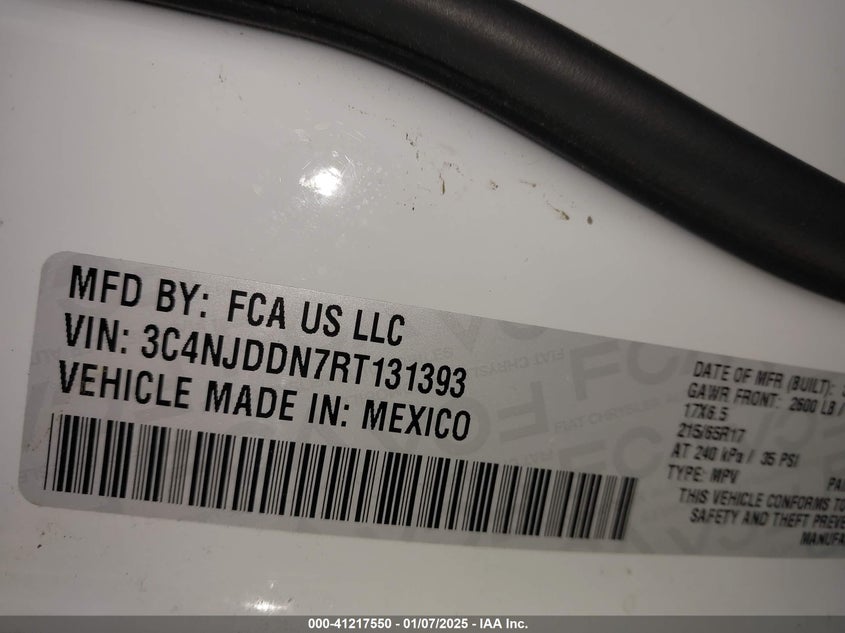 MFD BY: FCA US LLC
VIN: 3C4NJDDN7RT131393
VEHICLE MADE IN: MEXICO
DATE OF MFR (BUILT):
GAWR FRONT: 2600 LB /
17X6.5
215/65R17
AT 240 kPa / 35 PSI
TYPE: MPV
THIS VEHICLE CONFORMS TO
SAFETY AND THEFT
000-41217550 - 01/07/2025 - IAA Inc.